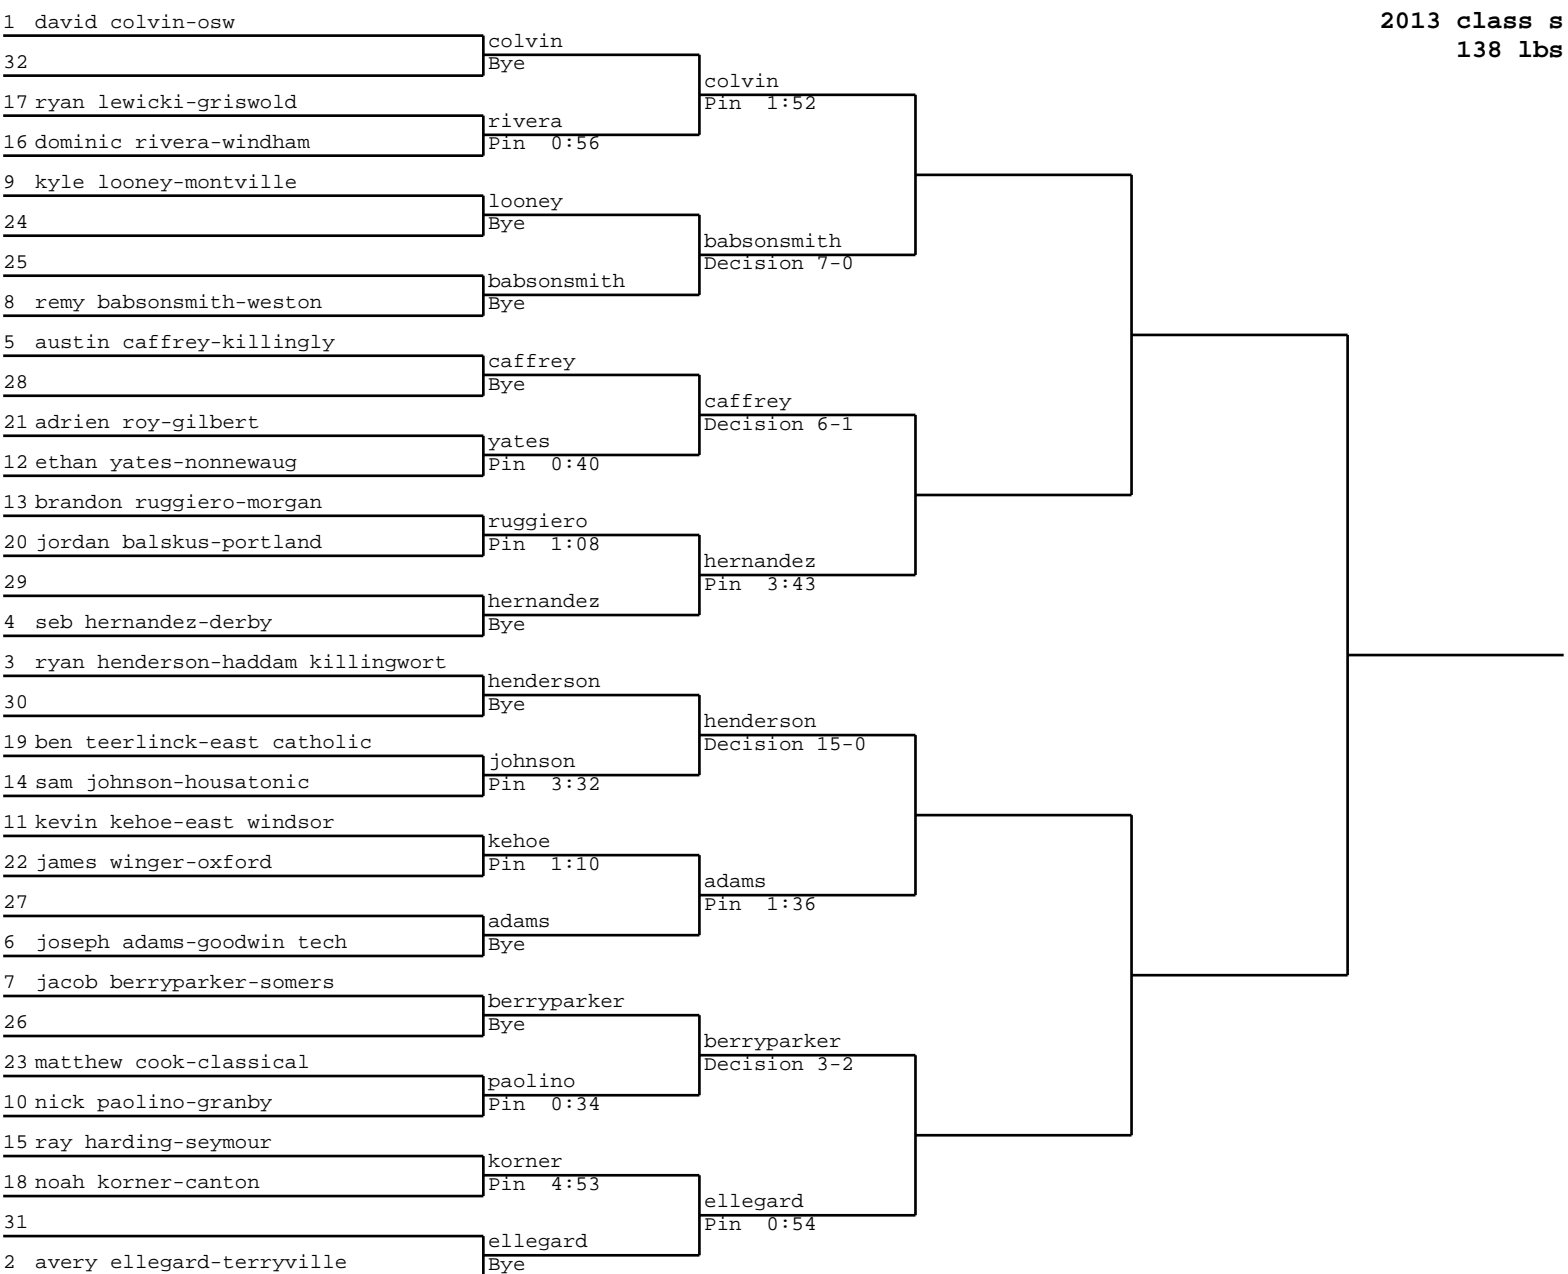 2013 class s
138 lbs
1 david colvin-osw
32
17 ryan lewicki-griswold
16 dominic rivera-windham
9 kyle looney-montville
24
25
8 remy babsonsmith-weston
5 austin caffrey-killingly
28
21 adrien roy-gilbert
12 ethan yates-nonnewaug
13 brandon ruggiero-morgan
20 jordan balskus-portland
29
4 seb hernandez-derby
3 ryan henderson-haddam killingwort
30
19 ben teerlinck-east catholic
14 sam johnson-housatonic
11 kevin kehoe-east windsor
22 james winger-oxford
27
6 joseph adams-goodwin tech
7 jacob berryparker-somers
26
23 matthew cook-classical
10 nick paolino-granby
15 ray harding-seymour
18 noah korner-canton
31
2 avery ellegard-terryville
colvin
Bye
rivera
Pin 0:56
looney
Bye
babsonsmith
Bye
caffrey
Bye
yates
Pin 0:40
ruggiero
Pin 1:08
hernandez
Bye
henderson
Bye
johnson
Pin 3:32
kehoe
Pin 1:10
adams
Bye
berryparker
Bye
paolino
Pin 0:34
korner
Pin 4:53
ellegard
Bye
colvin
Pin 1:52
babsonsmith
Decision 7-0
caffrey
Decision 6-1
hernandez
Pin 3:43
henderson
Decision 15-0
adams
Pin 1:36
berryparker
Decision 3-2
ellegard
Pin 0:54